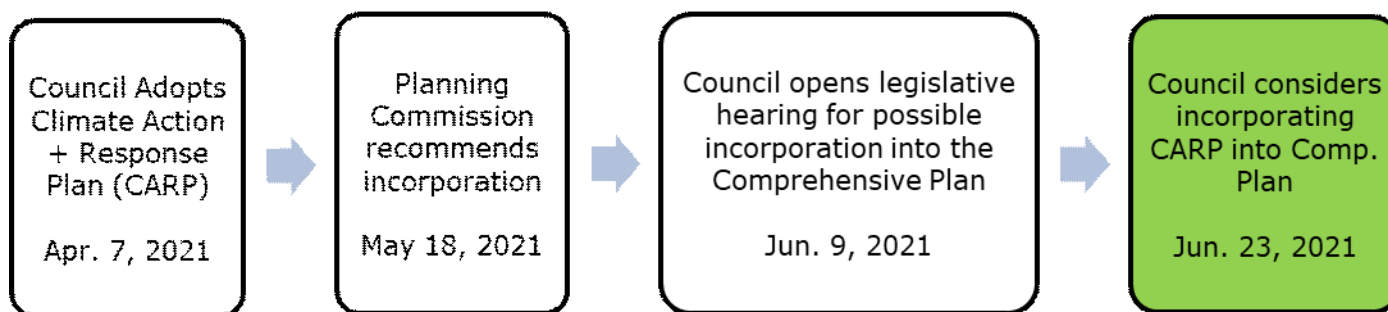 Council Adopts
Climate Action
+ Response
Plan (CARP)
Apr. 7, 2021
Planning
Commission
recommends
incorporation
May 18, 2021
Council opens legislative
hearing for possible
incorporation into the
Comprehensive Plan
Jun. 9, 2021
Council considers
incorporating
CARP into Comp.
Plan
Jun. 23, 2021